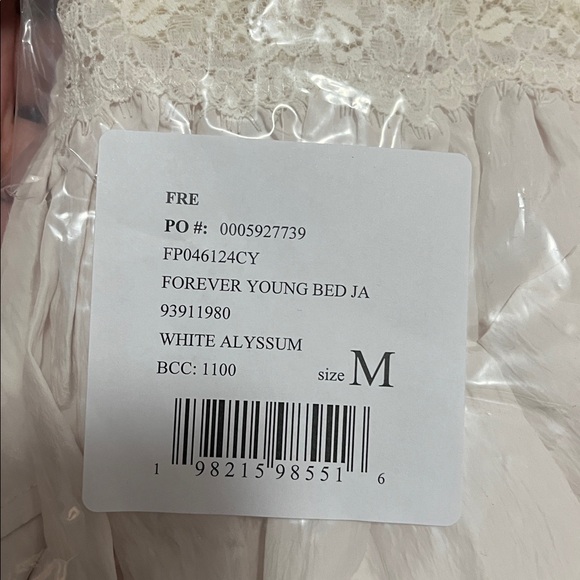 FRE
PO #: 0005927739
FP046124CY
FOREVER YOUNG BED JA
93911980
WHITE ALYSSUM
BCC: 1100 size M
1 98215 98551 6